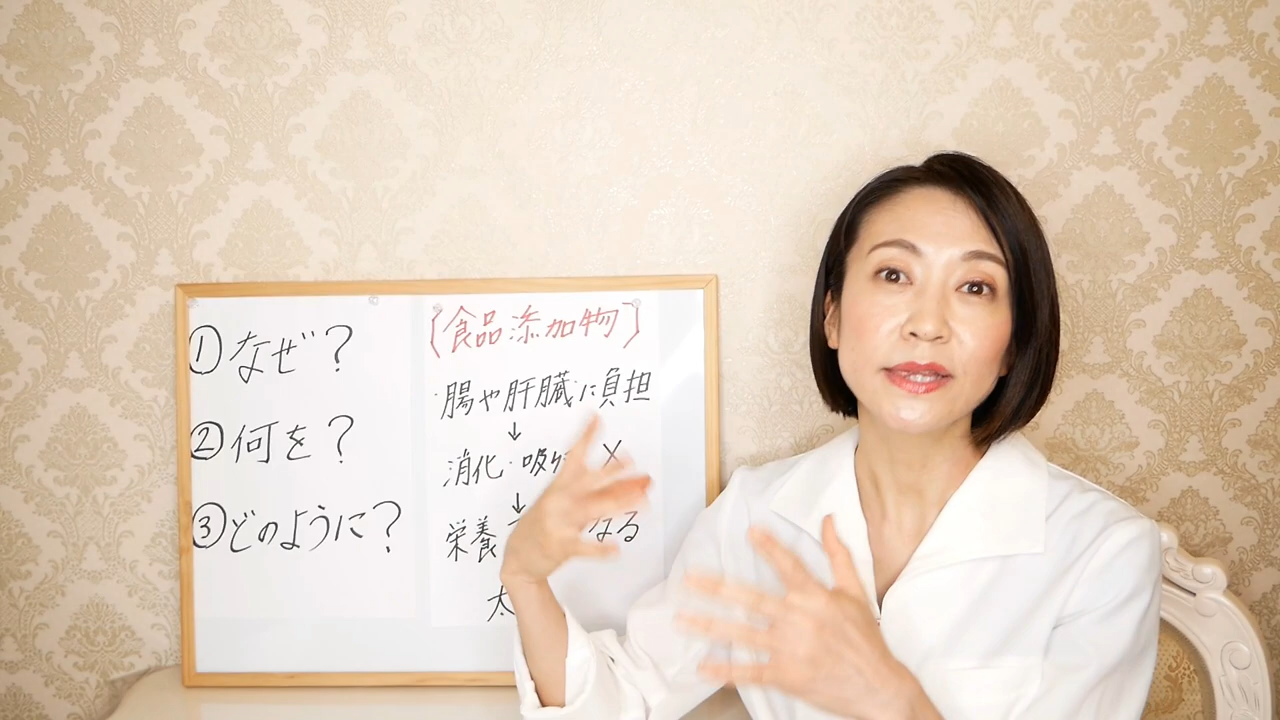 ①なぜ?
②何を?
③どのように?
〔食品添加物〕
・腸や肝臓に負担
↓
消化・吸 ×
↓
栄養 なる
太